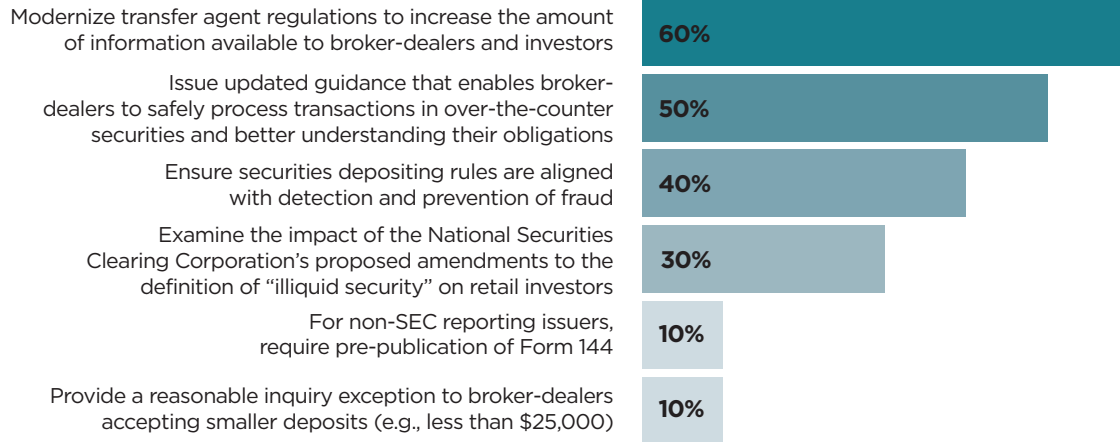 Modernize transfer agent regulations to increase the amount
of information available to broker-dealers and investors
60%
Issue updated guidance that enables broker-
dealers to safely process transactions in over-the-counter
securities and better understanding their obligations
50%
Ensure securities depositing rules are aligned
with detection and prevention of fraud
40%
Examine the impact of the National Securities
Clearing Corporation’s proposed amendments to the
definition of “illiquid security” on retail investors
30%
For non-SEC reporting issuers,
require pre-publication of Form 144
10%
Provide a reasonable inquiry exception to broker-dealers
accepting smaller deposits (e.g., less than $25,000)
10%